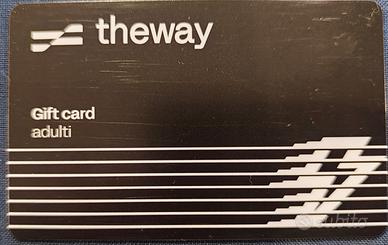 theway
Gift card
adulti
subito